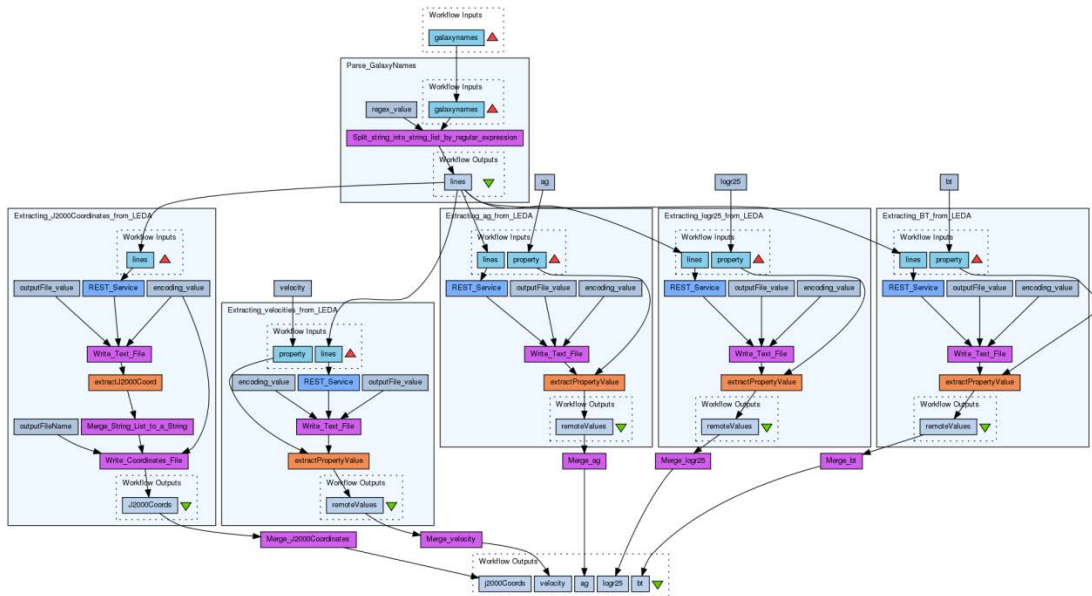 Workflow Inputs
galaxynames
Parse_GalaxyNames
Workflow Inputs
regex_value
galaxynames
Split_string_into_string_list_by_regular_expression
Workflow Outputs
lines
ag
logr25
bt
Extracting_J2000Coordinates_from_LEDA
Workflow Inputs
lines
outputFile_value
REST_Service
encoding_value
Write_Text_File
extractJ2000Coord
outputFileName
Merge_String_List_to_a_String
Write_Coordinates_File
Workflow Outputs
J2000Coords
velocity
Extracting_velocities_from_LEDA
Workflow Inputs
property
lines
encoding_value
REST_Service
outputFile_value
Write_Text_File
extractPropertyValue
Workflow Outputs
remoteValues
Extracting_ag_from_LEDA
Workflow Inputs
lines
property
REST_Service
outputFile_value
encoding_value
Write_Text_File
extractPropertyValue
Workflow Outputs
remoteValues
Extracting_logr25_from_LEDA
Workflow Inputs
lines
property
REST_Service
outputFile_value
encoding_value
Write_Text_File
extractPropertyValue
Workflow Outputs
remoteValues
Extracting_BT_from_LEDA
Workflow Inputs
lines
property
REST_Service
outputFile_value
encoding_value
Write_Text_File
extractPropertyValue
Workflow Outputs
remoteValues
Merge_ag
Merge_logr25
Merge_bt
Merge_J2000Coordinates
Merge_velocity
Workflow Outputs
j2000Coords
velocity
ag
logr25
bt